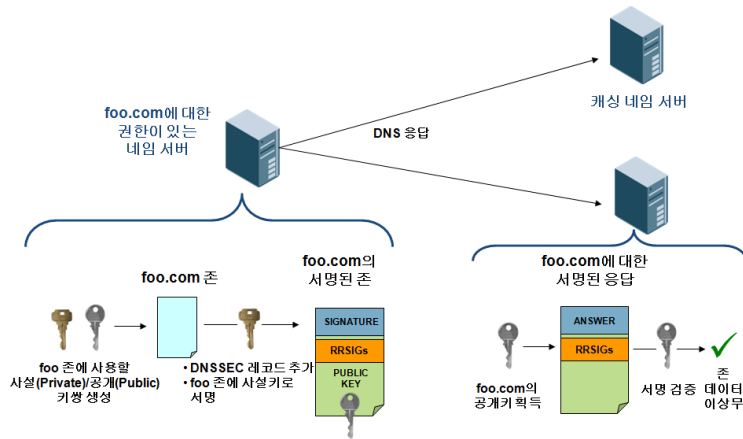 foo.com에 대한
권한이 있는
네임 서버
DNS 응답
캐싱 네임 서버
foo.com 존
foo.com의
서명된 존
foo 존에 사용할
사설(Private)/공개(Public)
키쌍 생성
• DNSSEC 레코드 추가
• foo 존에 사설키로
서명
SIGNATURE
RRSIGs
PUBLIC
KEY
foo.com에 대한
서명된 응답
foo.com의
공개키 획득
ANSWER
RRSIGs
서명 검증
존
데이터
이상무